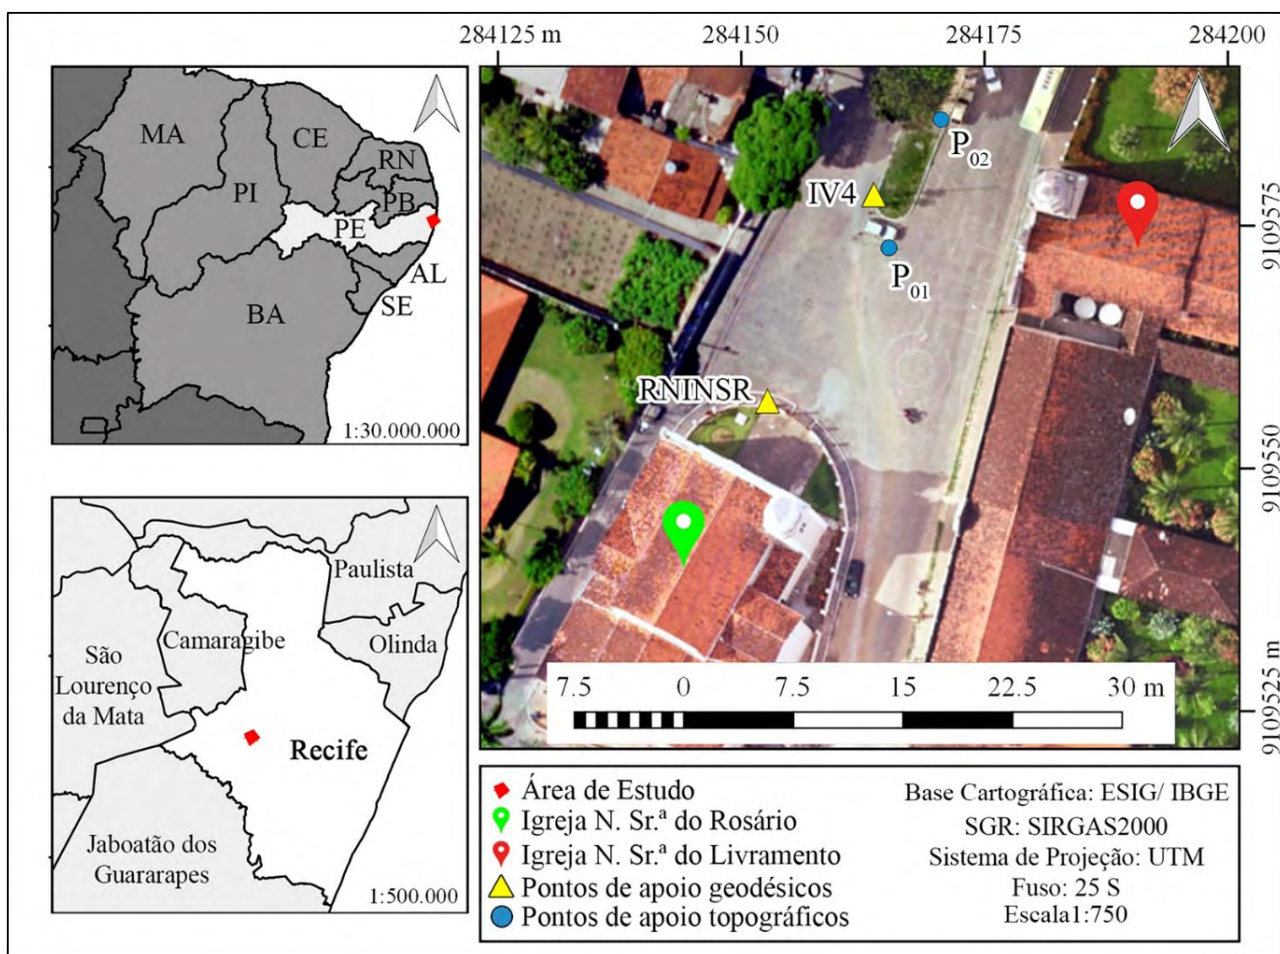 284125 m
284150
284175
284200
MA
CE
RN
PI
PB
PE
AL
SE
BA
1:30.000.000
P02
IV4
P01
RNINSR
9109575
9109550
9109525 m
7.5 0 7.5 15 22.5 30 m
Paulista
Camaragibe
Olinda
São
Lourenço
da Mata
Recife
Jaboatão dos
Guararapes
1:500.000
Área de Estudo
Igreja N. Sr.ª do Rosário
Igreja N. Sr.ª do Livramento
Pontos de apoio geodésicos
Pontos de apoio topográficos
Base Cartográfica: ESIG/ IBGE
SGR: SIRGAS2000
Sistema de Projeção: UTM
Fuso: 25 S
Escala1:750